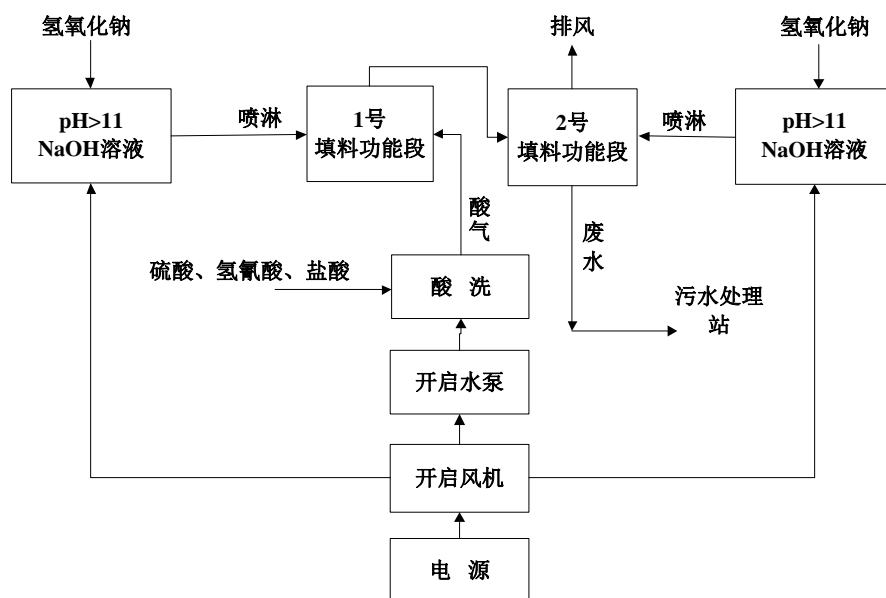 氢氧化钠
排风
氢氧化钠
pH>11
NaOH溶液
喷淋
1号
填料功能段
2号
填料功能段
喷淋
pH>11
NaOH溶液
酸
气
废
水
硫酸、氢氰酸、盐酸
酸 洗
污水处理
站
开启水泵
开启风机
电 源